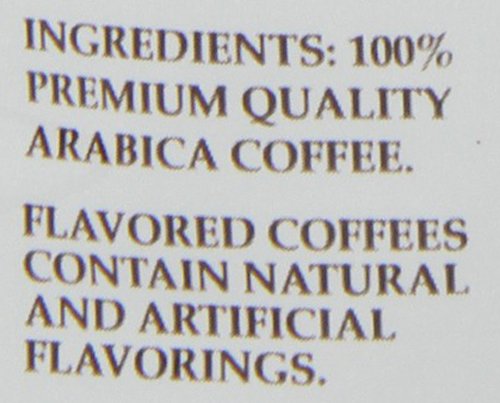 INGREDIENTS: 100%
PREMIUM QUALITY
ARABICA COFFEE.
FLAVORED COFFEES
CONTAIN NATURAL
AND ARTIFICIAL
FLAVORINGS.